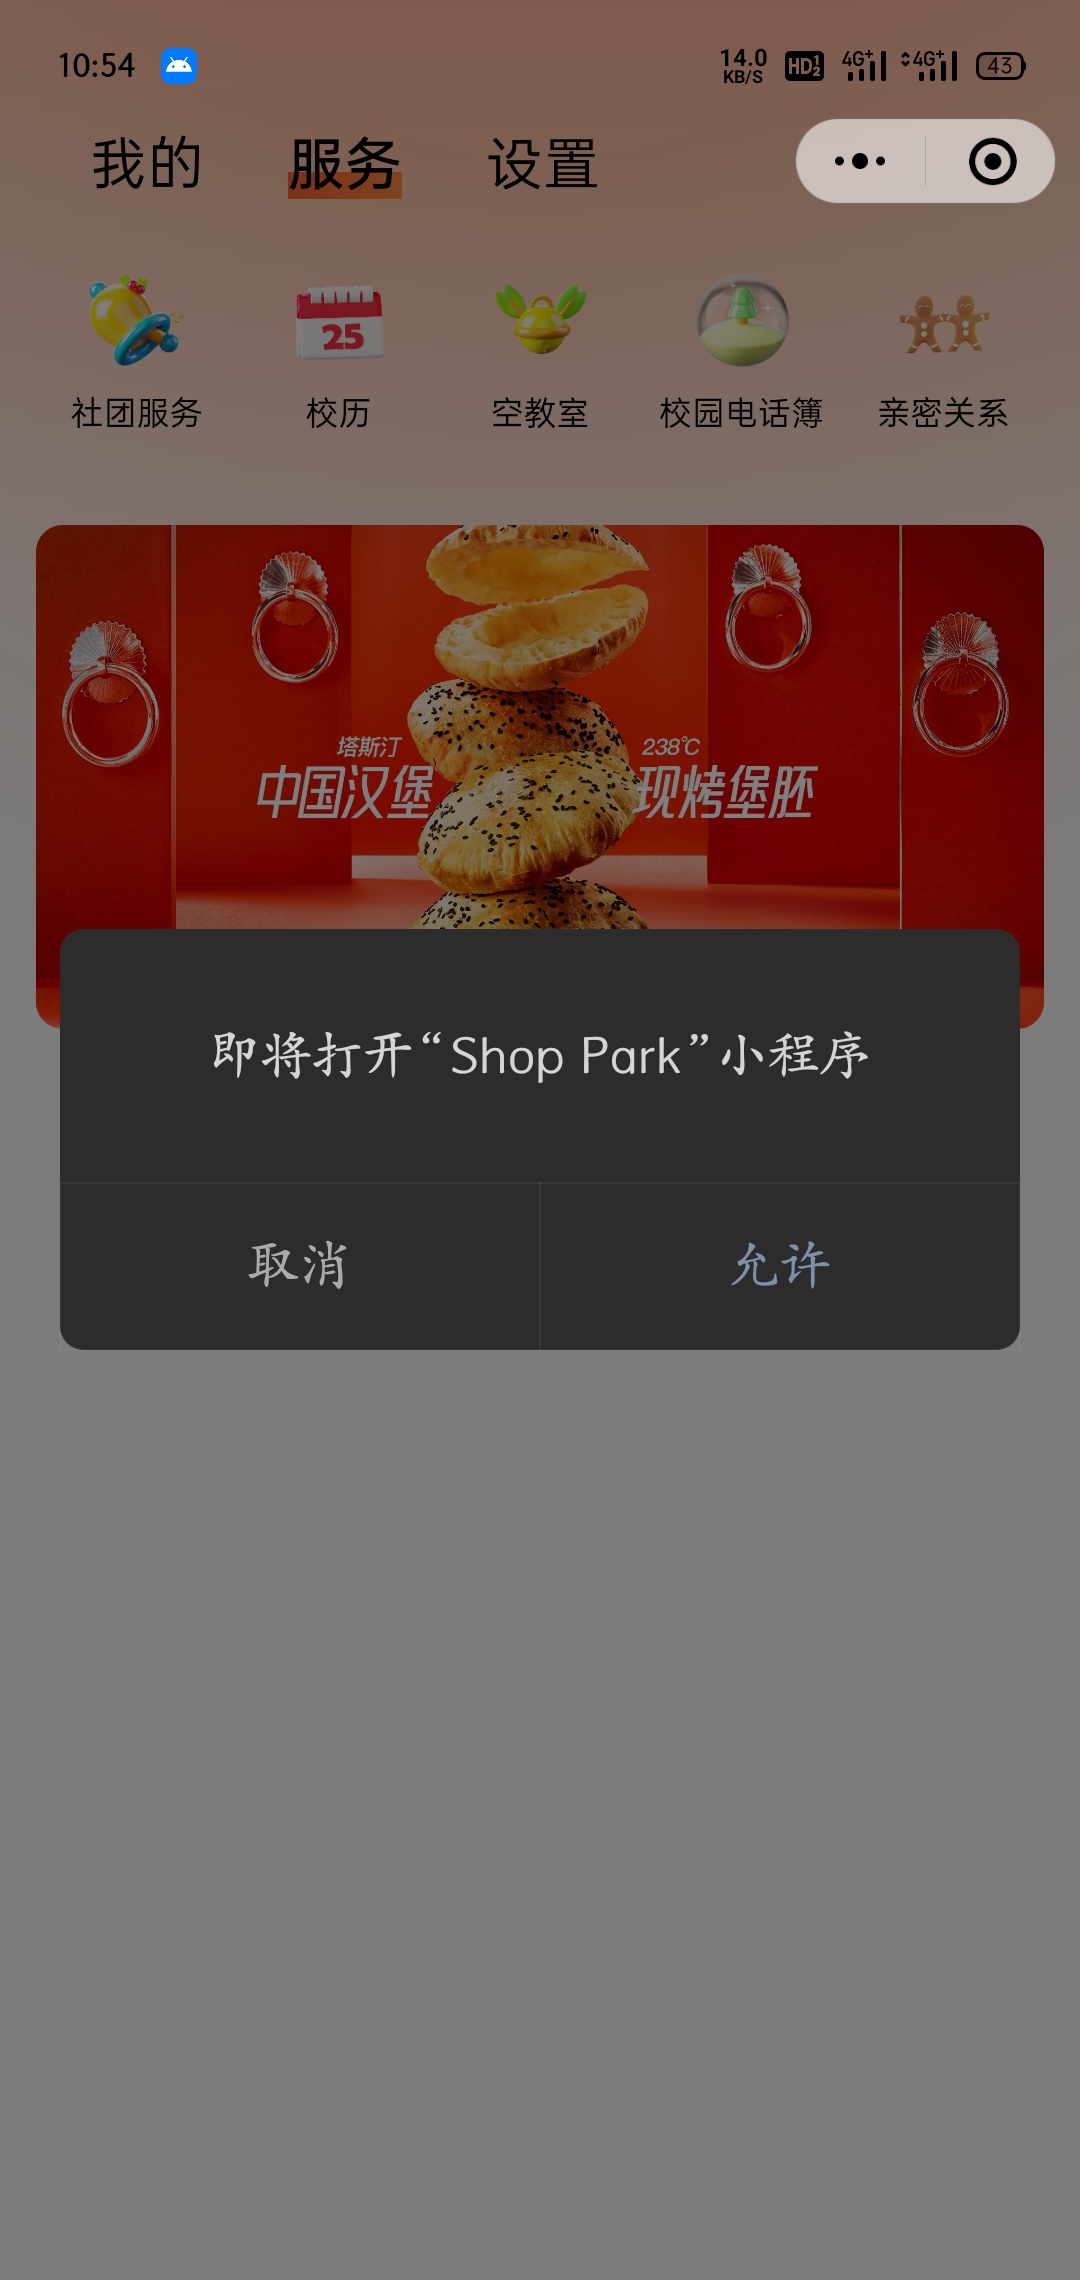 10:54
14.0
KB/S
HD 1 2
4G+
4G+
43
我的
服务
设置
25
社团服务
校历
空教室
校园电话簿
亲密关系
塔斯汀
中国汉堡
238℃
现烤堡胚
即将打开“Shop Park”小程序
取消
允许